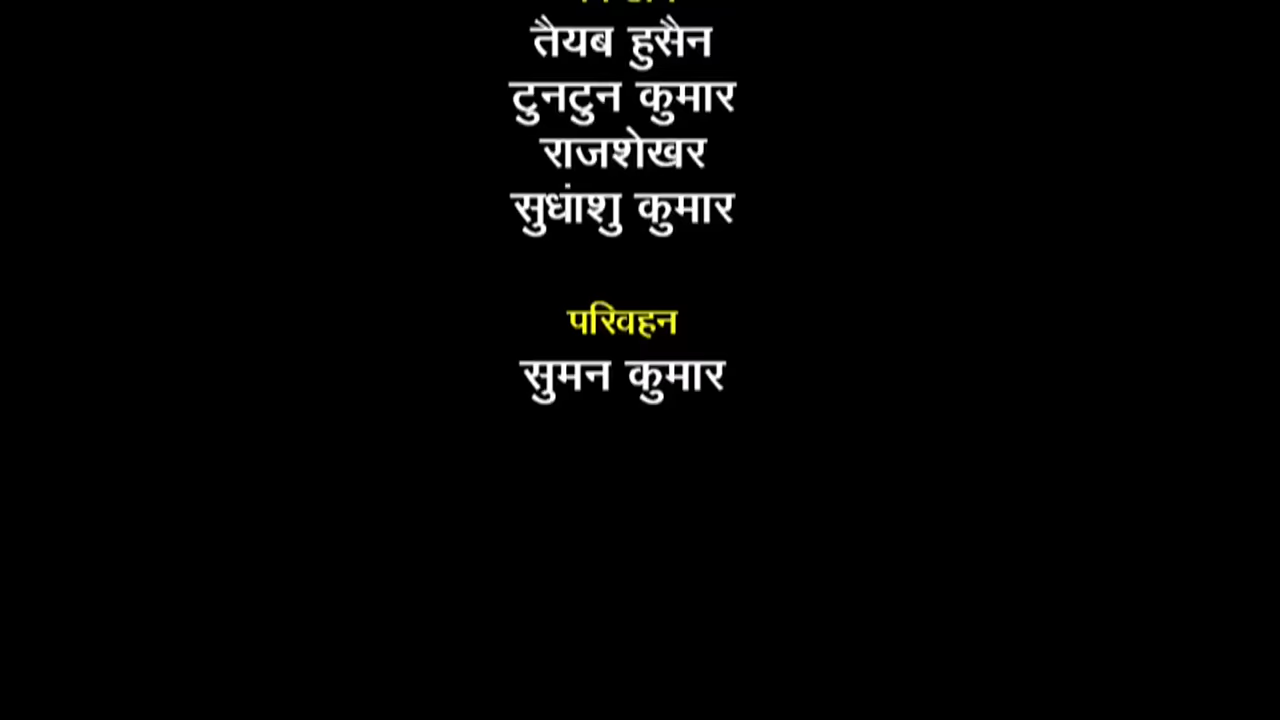 तैयब हुसैन
टुनटुन कुमार
राजशेखर
सुधांशु कुमार
परिवहन
सुमन कुमार